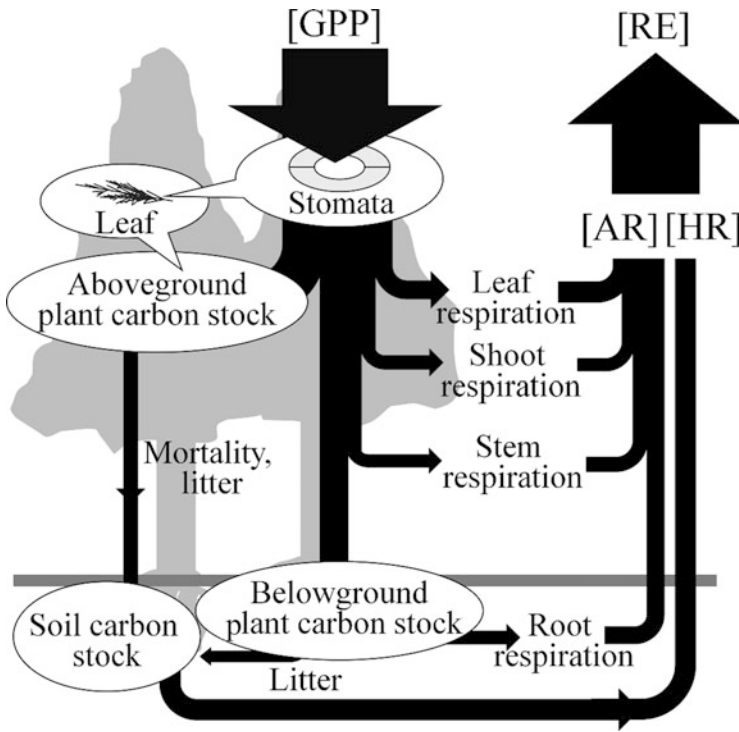 [GPP]
[RE]
Leaf
Stomata
[AR] [HR]
Aboveground
plant carbon stock
Leaf
respiration
Shoot
respiration
Mortality,
litter
Stem
respiration
Belowground
plant carbon stock
Soil carbon
stock
Root
respiration
Litter